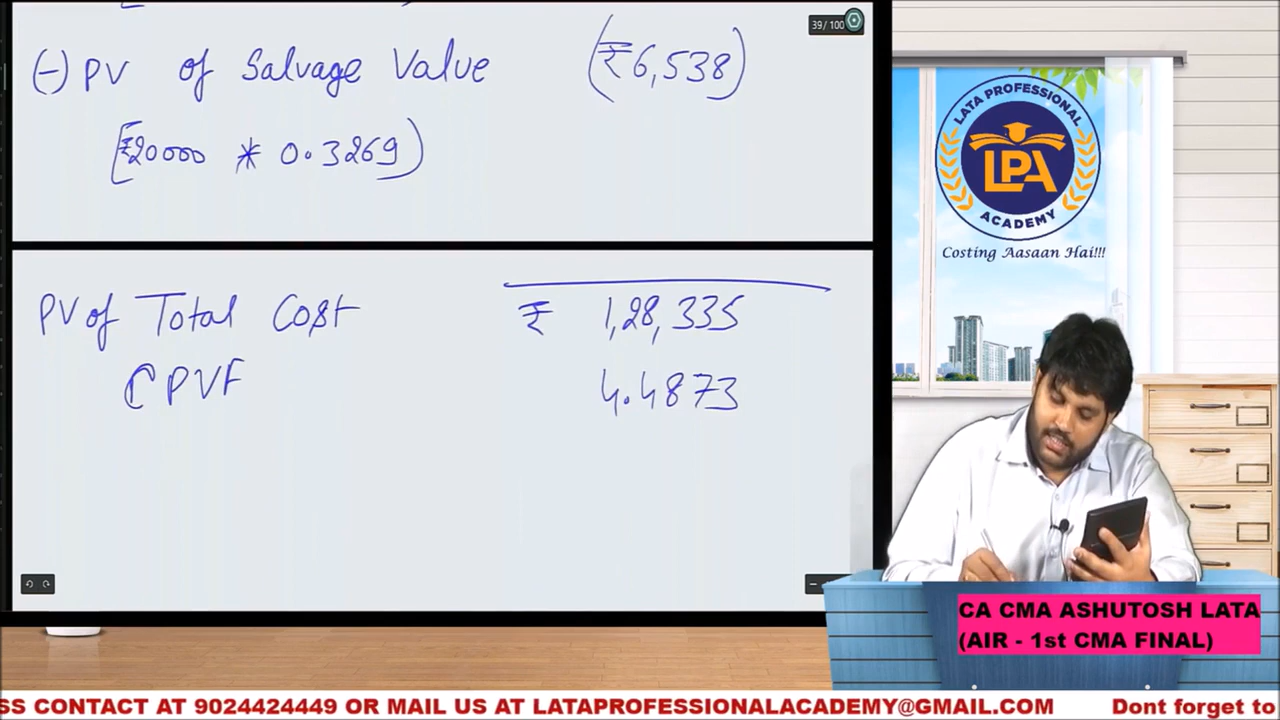 39/100
(-) PV of Salvage Value (₹6,538)
[₹20000 * 0.3269)
PV of Total Cost ₹ 1,28,335
CPVF 4.4873
LATA PROFESSIONAL
LPA
ACADEMY
Costing Aasaan Hai!!!
CA CMA ASHUTOSH LATA
(AIR - 1st CMA FINAL)
SS CONTACT AT 9024424449 OR MAIL US AT LATAPROFESSIONALACADEMY@GMAIL.COM Dont forget to